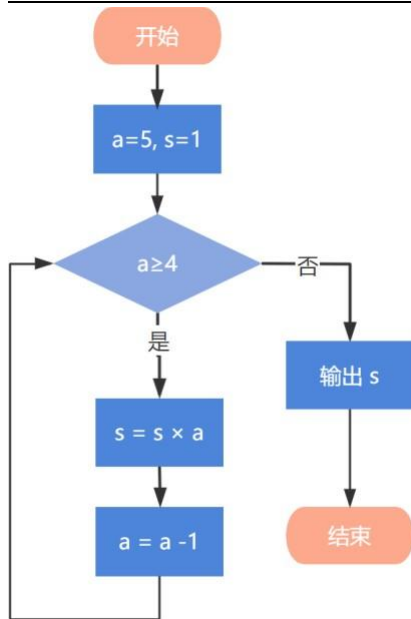 开始
a=5, s=1
a≥4
否
是
输出 s
s = s × a
a = a -1
结束